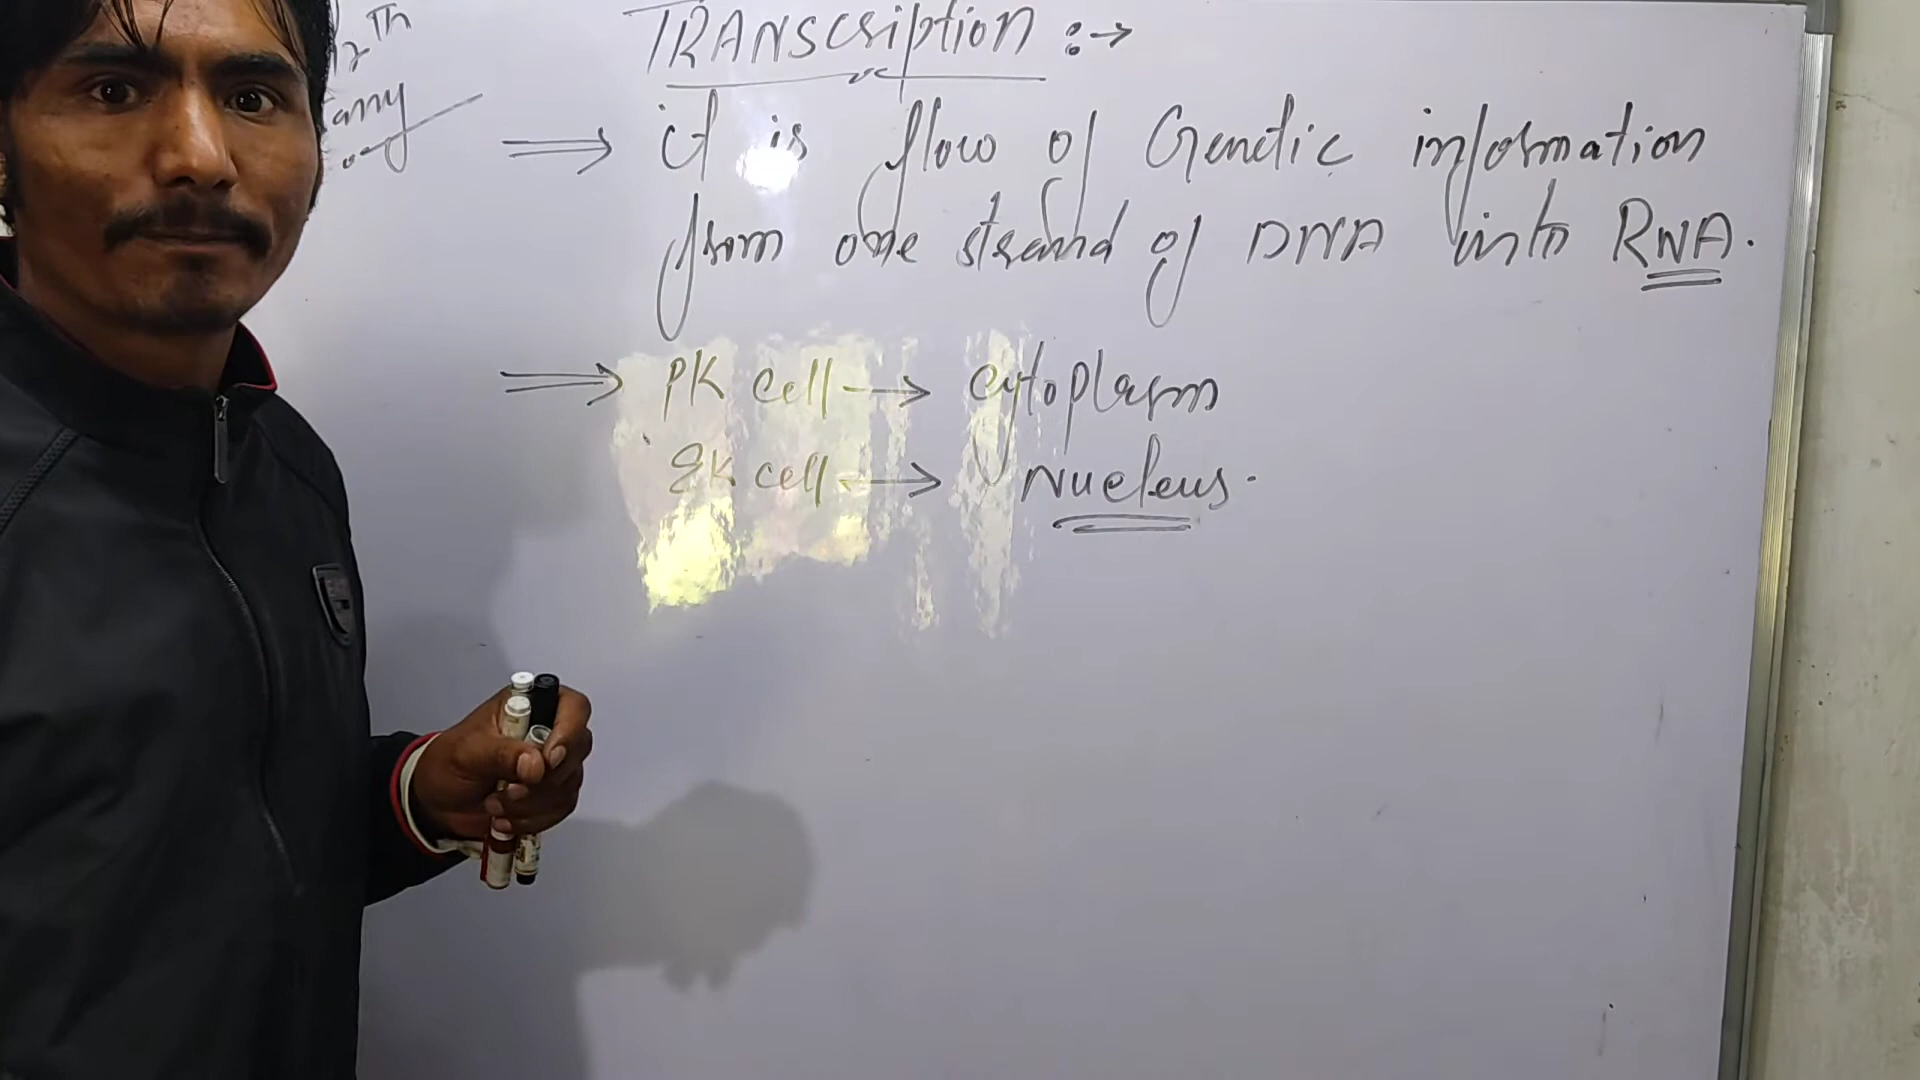 12th
TRANSCRIPTION :→
⇒ it is flow of Genetic information
from one strand of DNA into RNA.
⇒ PK cell → cytoplasm
EK cell → Nucleus.